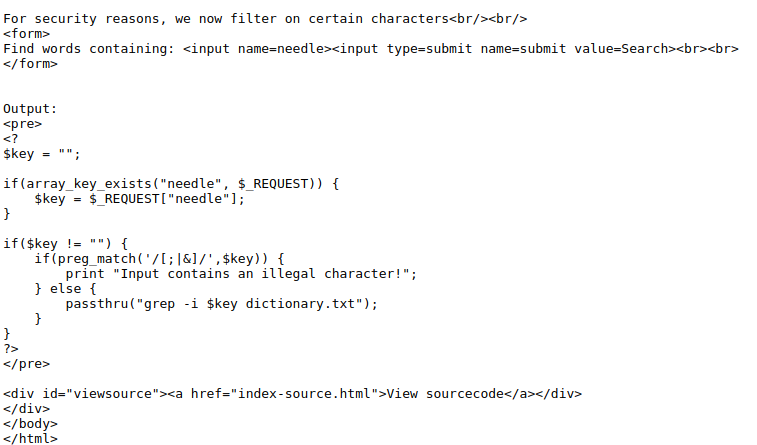 For security reasons, we now filter on certain characters<br/><br/>
<form>
Find words containing: <input name=needle><input type=submit name=submit value=Search><br><br>
</form>


Output:
<pre>
<?
$key = "";

if(array_key_exists("needle", $_REQUEST)) {
    $key = $_REQUEST["needle"];
}

if($key != "") {
    if(preg_match('/[;|&]/',$key)) {
        print "Input contains an illegal character!";
    } else {
        passthru("grep -i $key dictionary.txt");
    }
}
?>
</pre>

<div id="viewsource"><a href="index-source.html">View sourcecode</a></div>
</div>
</body>
</html>